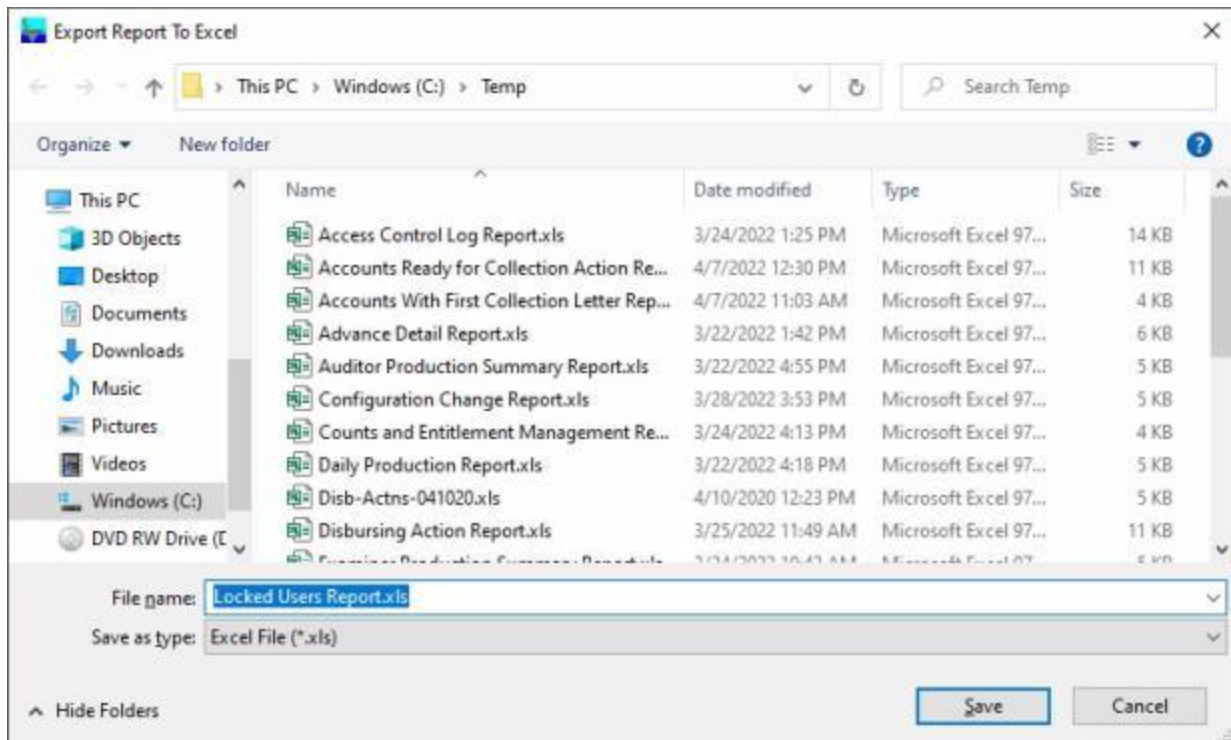 Export Report To Excel
This PC > Windows (C:) > Temp
Search Temp
Organize
New folder
Name
Date modified
Type
Size
This PC
3D Objects
Desktop
Documents
Downloads
Music
Pictures
Videos
Windows (C:)
DVD RW Drive (D
Access Control Log Report.xls 3/24/2022 1:25 PM Microsoft Excel 97... 14 KB
Accounts Ready for Collection Action Re... 4/7/2022 12:30 PM Microsoft Excel 97... 11 KB
Accounts With First Collection Letter Rep... 4/7/2022 11:03 AM Microsoft Excel 97... 4 KB
Advance Detail Report.xls 3/22/2022 1:42 PM Microsoft Excel 97... 6 KB
Auditor Production Summary Report.xls 3/22/2022 4:55 PM Microsoft Excel 97... 5 KB
Configuration Change Report.xls 3/28/2022 3:53 PM Microsoft Excel 97... 5 KB
Counts and Entitlement Management Re... 3/24/2022 4:13 PM Microsoft Excel 97... 4 KB
Daily Production Report.xls 3/22/2022 4:18 PM Microsoft Excel 97... 5 KB
Disb-Actns-041020.xls 4/10/2020 12:23 PM Microsoft Excel 97... 5 KB
Disbursing Action Report.xls 3/25/2022 11:49 AM Microsoft Excel 97... 11 KB
File name: Locked Users Report.xls
Save as type: Excel File (*.xls)
Hide Folders
Save
Cancel